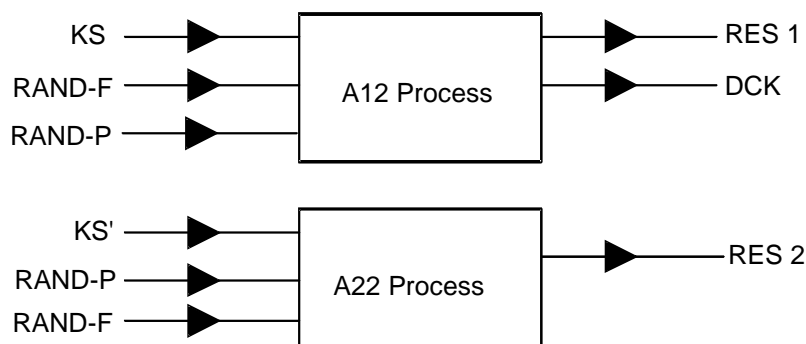 KS
RAND-F
RAND-P
A12 Process
RES 1
DCK
KS'
RAND-P
RAND-F
A22 Process
RES 2